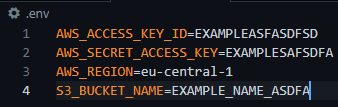 .env
1 AWS_ACCESS_KEY_ID=EXAMPLEASFASDFSD
2 AWS_SECRET_ACCESS_KEY=EXAMPLESAFSDFA
3 AWS_REGION=eu-central-1
4 S3_BUCKET_NAME=EXAMPLE_NAME_ASDFA